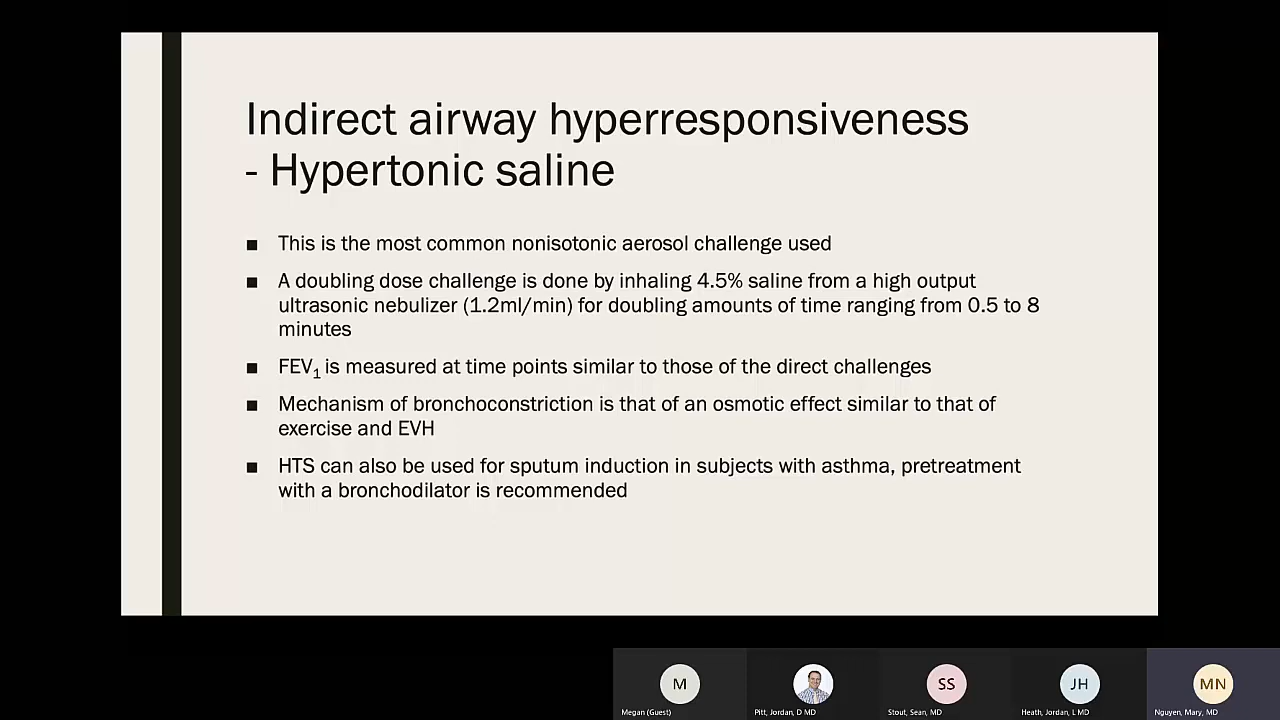 Indirect airway hyperresponsiveness
- Hypertonic saline
■ This is the most common nonisotonic aerosol challenge used
■ A doubling dose challenge is done by inhaling 4.5% saline from a high output
ultrasonic nebulizer (1.2ml/min) for doubling amounts of time ranging from 0.5 to 8
minutes
■ FEV1 is measured at time points similar to those of the direct challenges
■ Mechanism of bronchoconstriction is that of an osmotic effect similar to that of
exercise and EVH
■ HTS can also be used for sputum induction in subjects with asthma, pretreatment
with a bronchodilator is recommended
M
SS
JH
MN
Megan (Guest)
Pitt, Jordan, D MD
Stout, Sean, MD
Heath, Jordan, L MD
Nguyen, Mary, MD